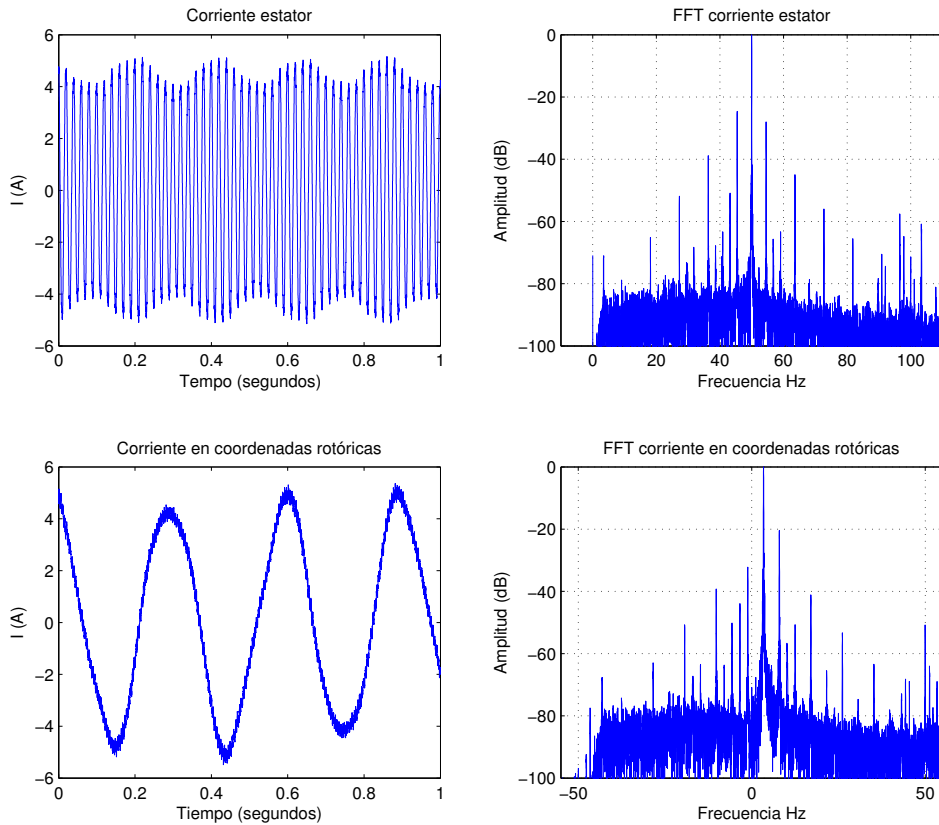 Corriente estator
6
4
2
0
−2
−4
−6
I (A)
0 0.2 0.4 0.6 0.8 1
Tempo (segundos)
FFT corriente estator
0
−20
−40
−60
−80
−100
Amplitud (dB)
0 20 40 60 80 100
Frecuencia Hz
Corriente en coordenadas rotóricas
6
4
2
0
−2
−4
−6
I (A)
0 0.2 0.4 0.6 0.8 1
Tiempo (segundos)
FFT corriente en coordenadas rotóricas
0
−20
−40
−60
−80
−100
Amplitud (dB)
−50 0 50
Frecuencia Hz